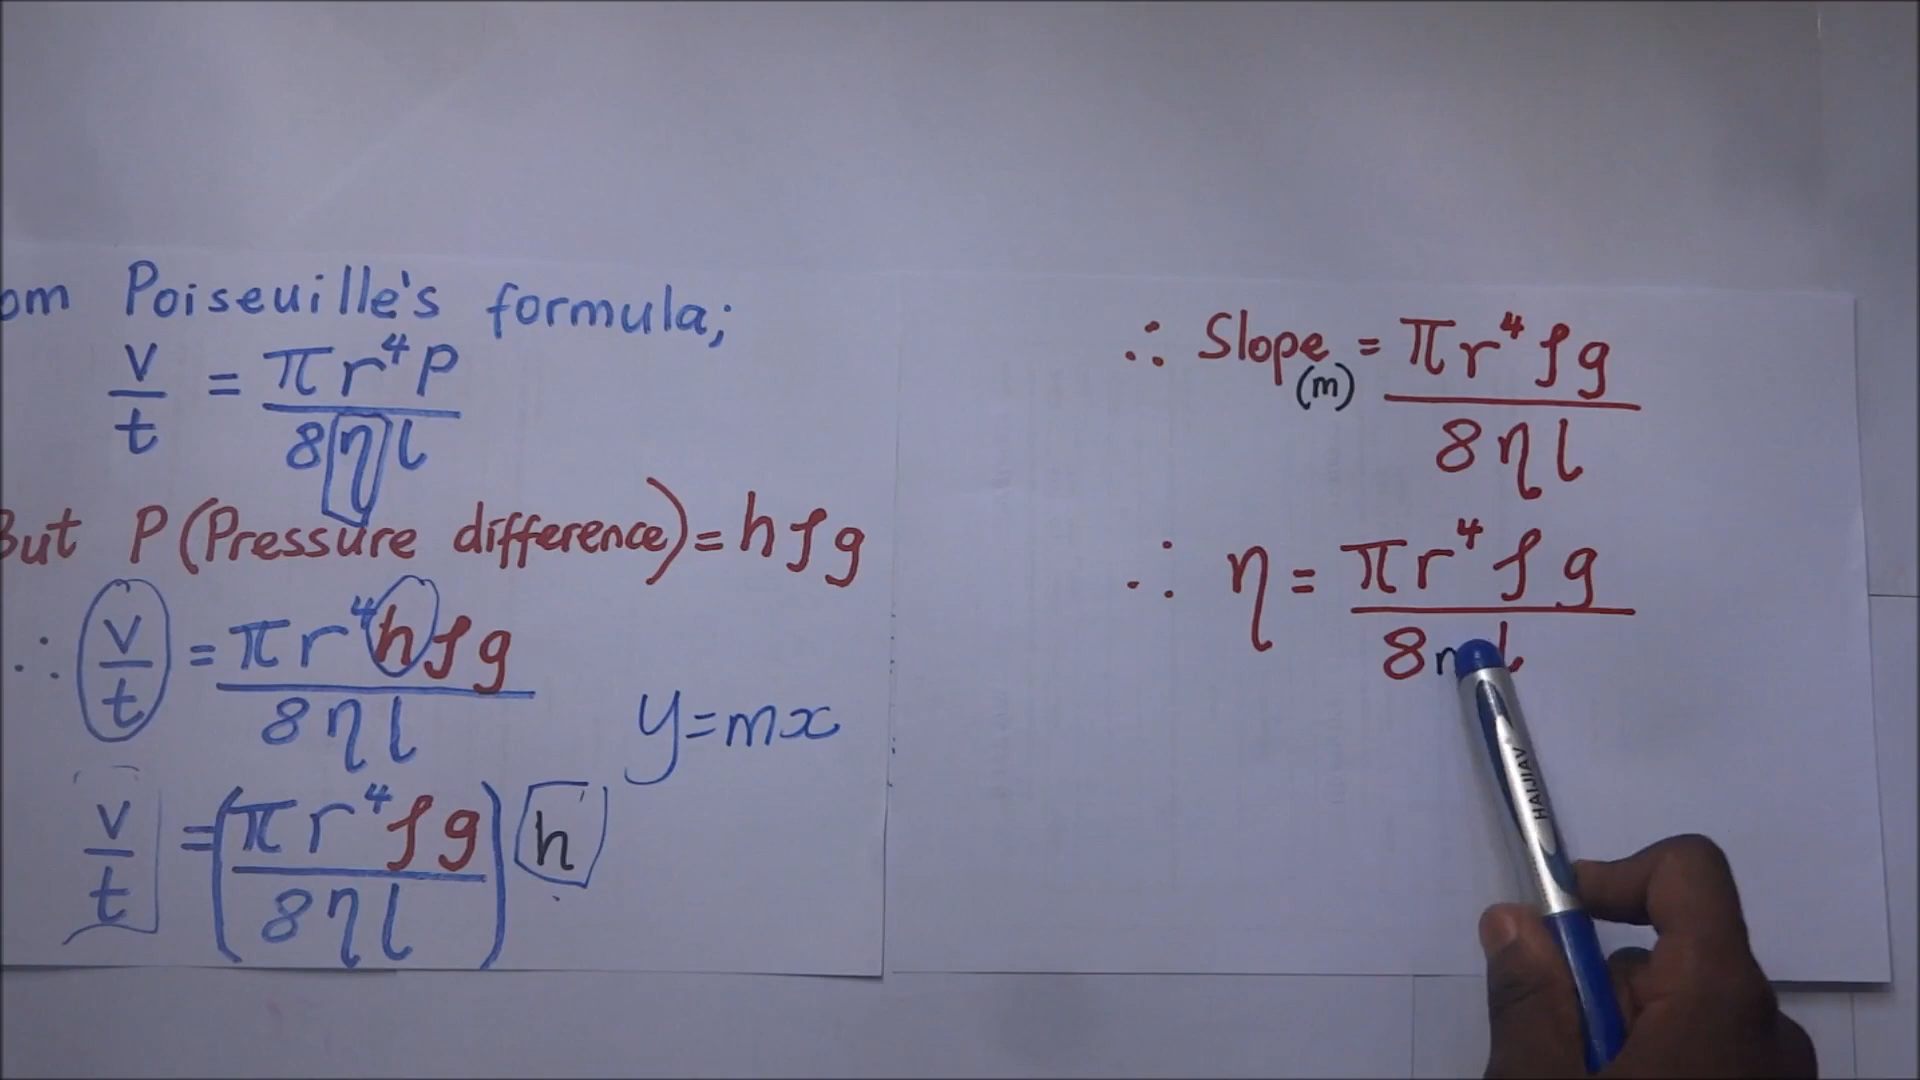 om Poiseuille's formula;
v/t = πr⁴P / 8ηl
But P (Pressure difference) = hρg
∴ v/t = πr⁴hρg / 8ηl
y=mx
v/t = (πr⁴ρg / 8ηl) h
∴ Slope (m) = πr⁴ρg / 8ηl
∴ η = πr⁴ρg / 8ml
HAIJIAV